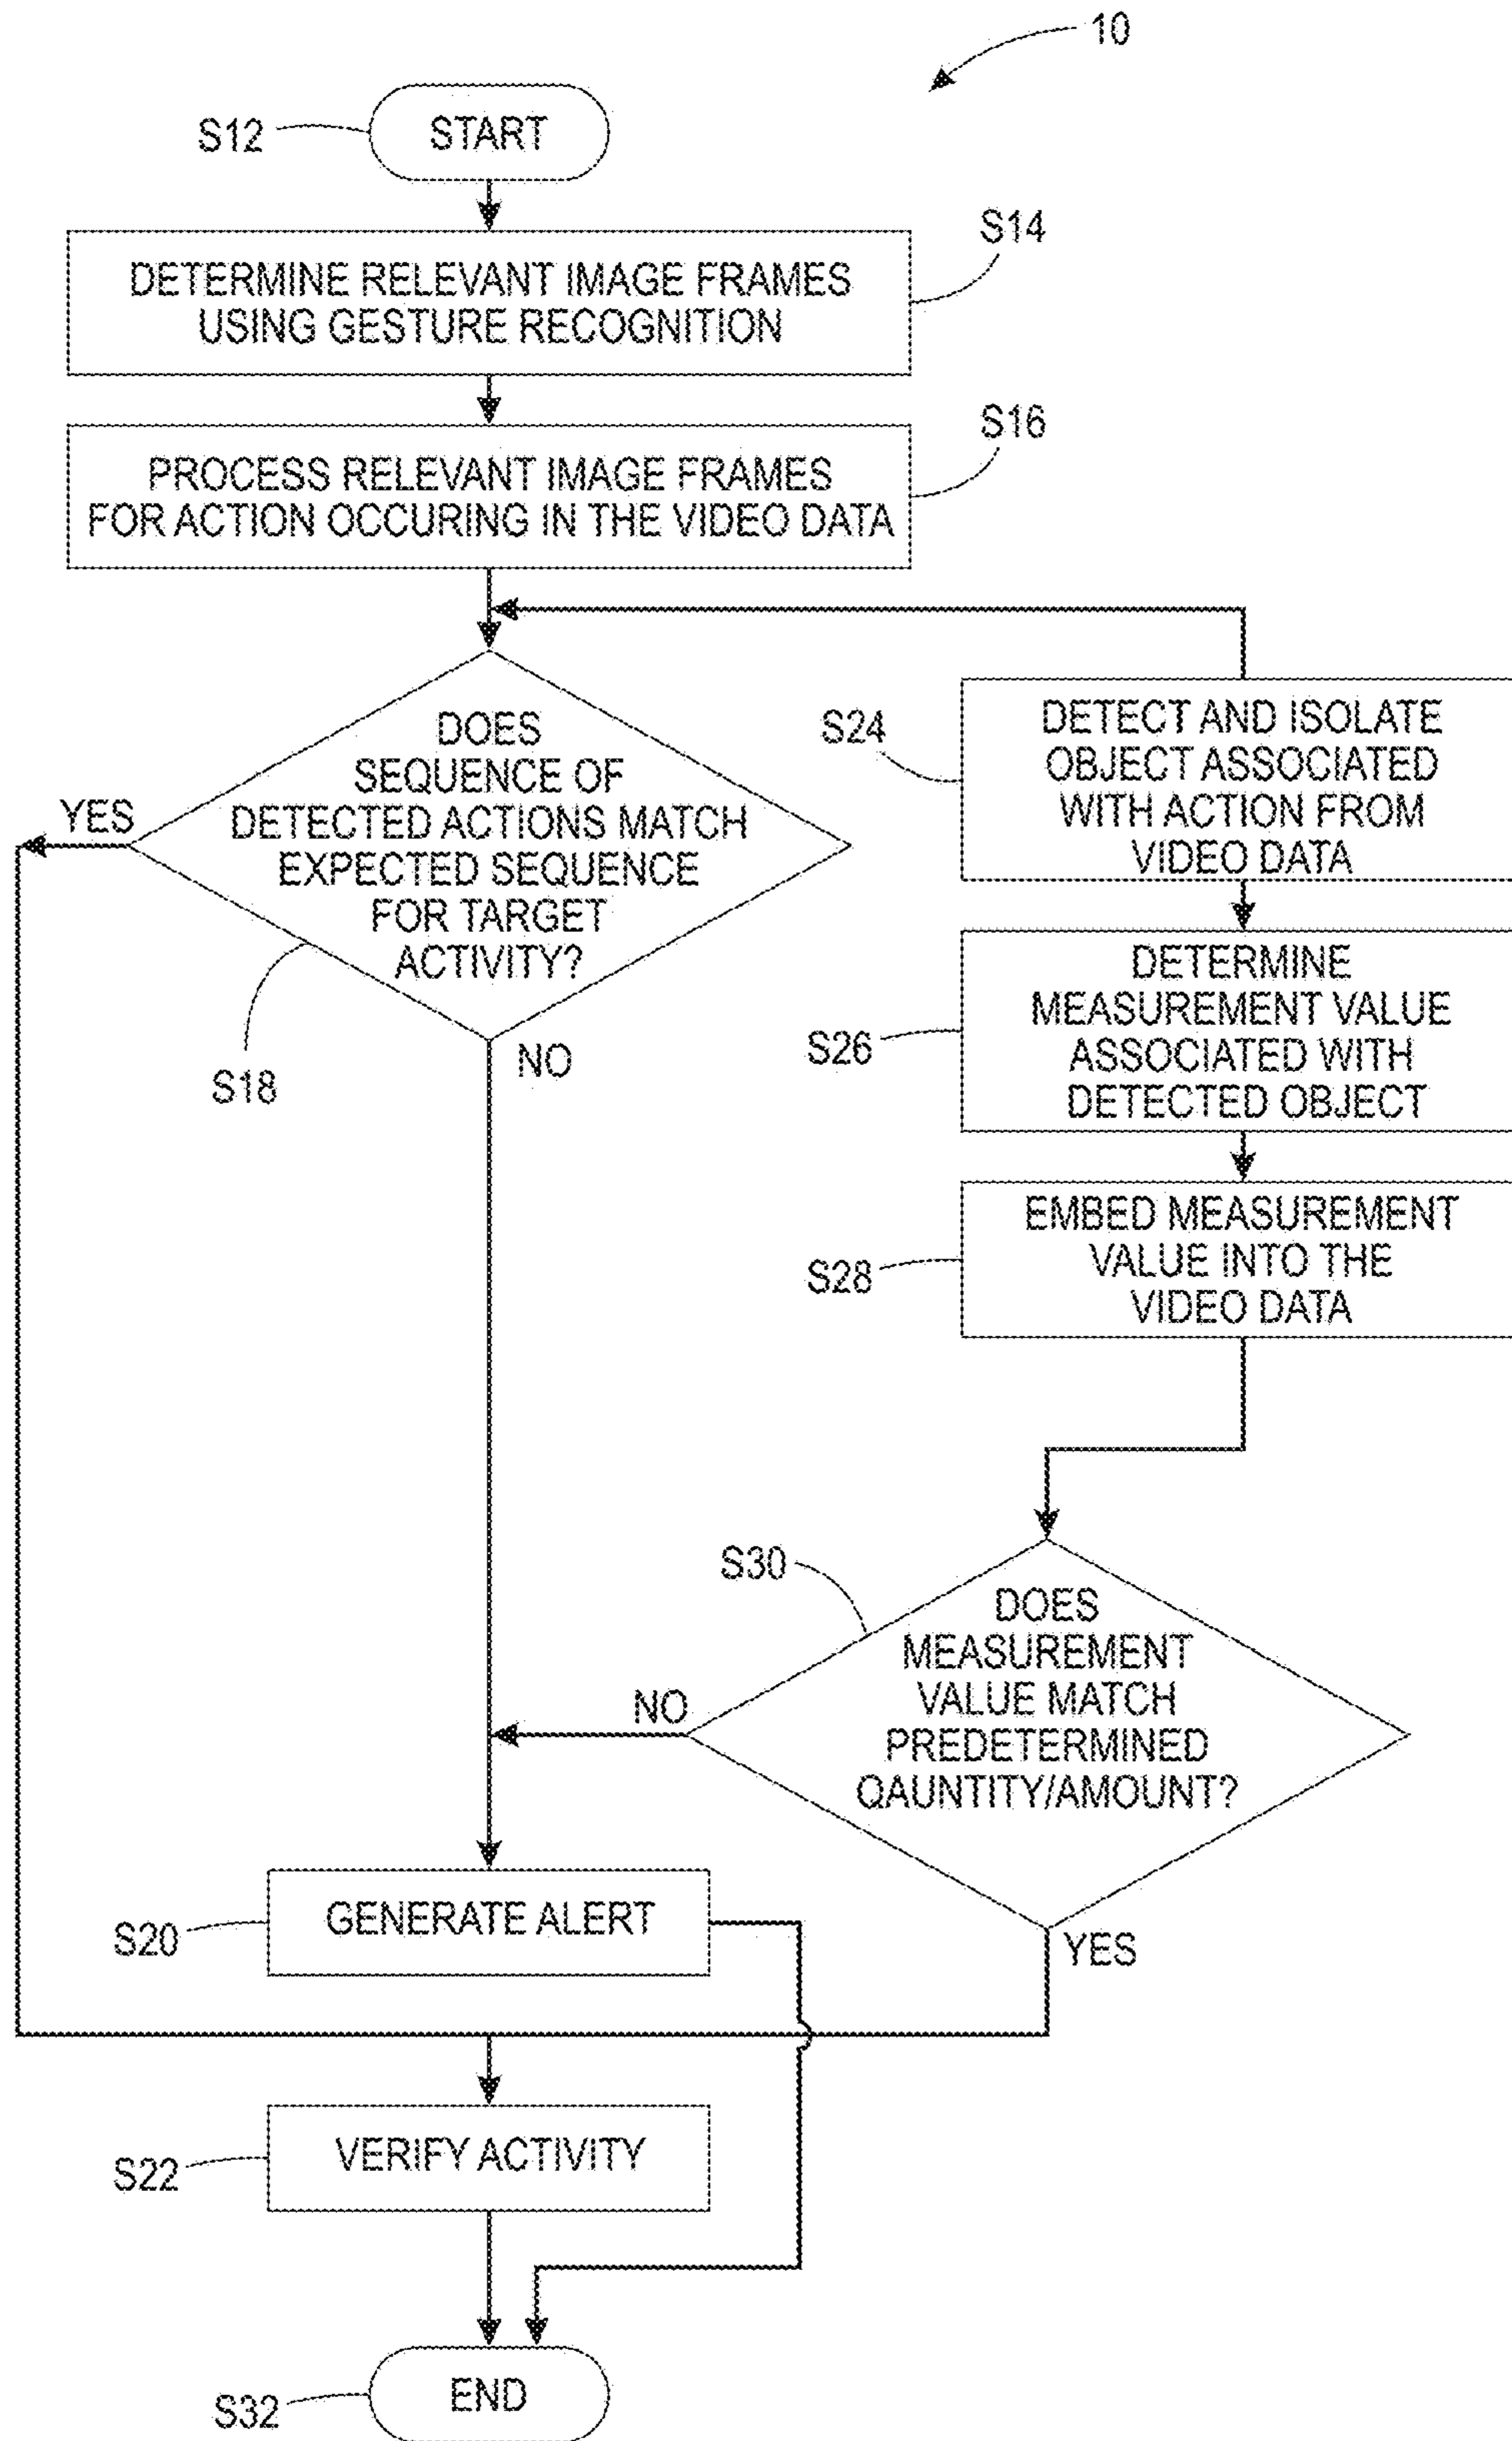 10
S12
START
S14
DETERMINE RELEVANT IMAGE FRAMES
USING GESTURE RECOGNITION
S16
PROCESS RELEVANT IMAGE FRAMES
FOR ACTION OCCURING IN THE VIDEO DATA
YES
DOES
SEQUENCE OF
DETECTED ACTIONS MATCH
EXPECTED SEQUENCE
FOR TARGET
ACTIVITY?
S18
NO
S24
DETECT AND ISOLATE
OBJECT ASSOCIATED
WITH ACTION FROM
VIDEO DATA
S26
DETERMINE
MEASUREMENT VALUE
ASSOCIATED WITH
DETECTED OBJECT
S28
EMBED MEASUREMENT
VALUE INTO THE
VIDEO DATA
S30
DOES
MEASUREMENT
VALUE MATCH
PREDETERMINED
QAUNTITY/AMOUNT?
NO
YES
S20
GENERATE ALERT
S22
VERIFY ACTIVITY
S32
END